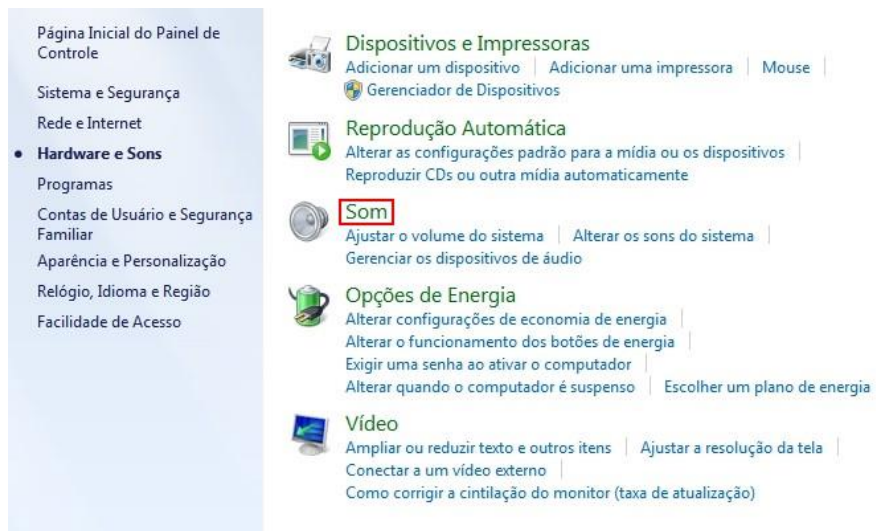 Página Inicial do Painel de
Controle
Sistema e Segurança
Rede e Internet
Hardware e Sons
Programas
Contas de Usuário e Segurança
Familiar
Aparência e Personalização
Relógio, Idioma e Região
Facilidade de Acesso
Dispositivos e Impressoras
Adicionar um dispositivo Adicionar uma impressora Mouse
Gerenciador de Dispositivos
Reprodução Automática
Alterar as configurações padrão para a mídia ou os dispositivos
Reproduzir CDs ou outra mídia automaticamente
Som
Ajustar o volume do sistema Alterar os sons do sistema
Gerenciar os dispositivos de áudio
Opções de Energia
Alterar configurações de economia de energia
Alterar o funcionamento dos botões de energia
Exigir uma senha ao ativar o computador
Alterar quando o computador é suspenso Escolher um plano de energia
Vídeo
Ampliar ou reduzir texto e outros itens Ajustar a resolução da tela
Conectar a um vídeo externo
Como corrigir a cintilação do monitor (taxa de atualização)